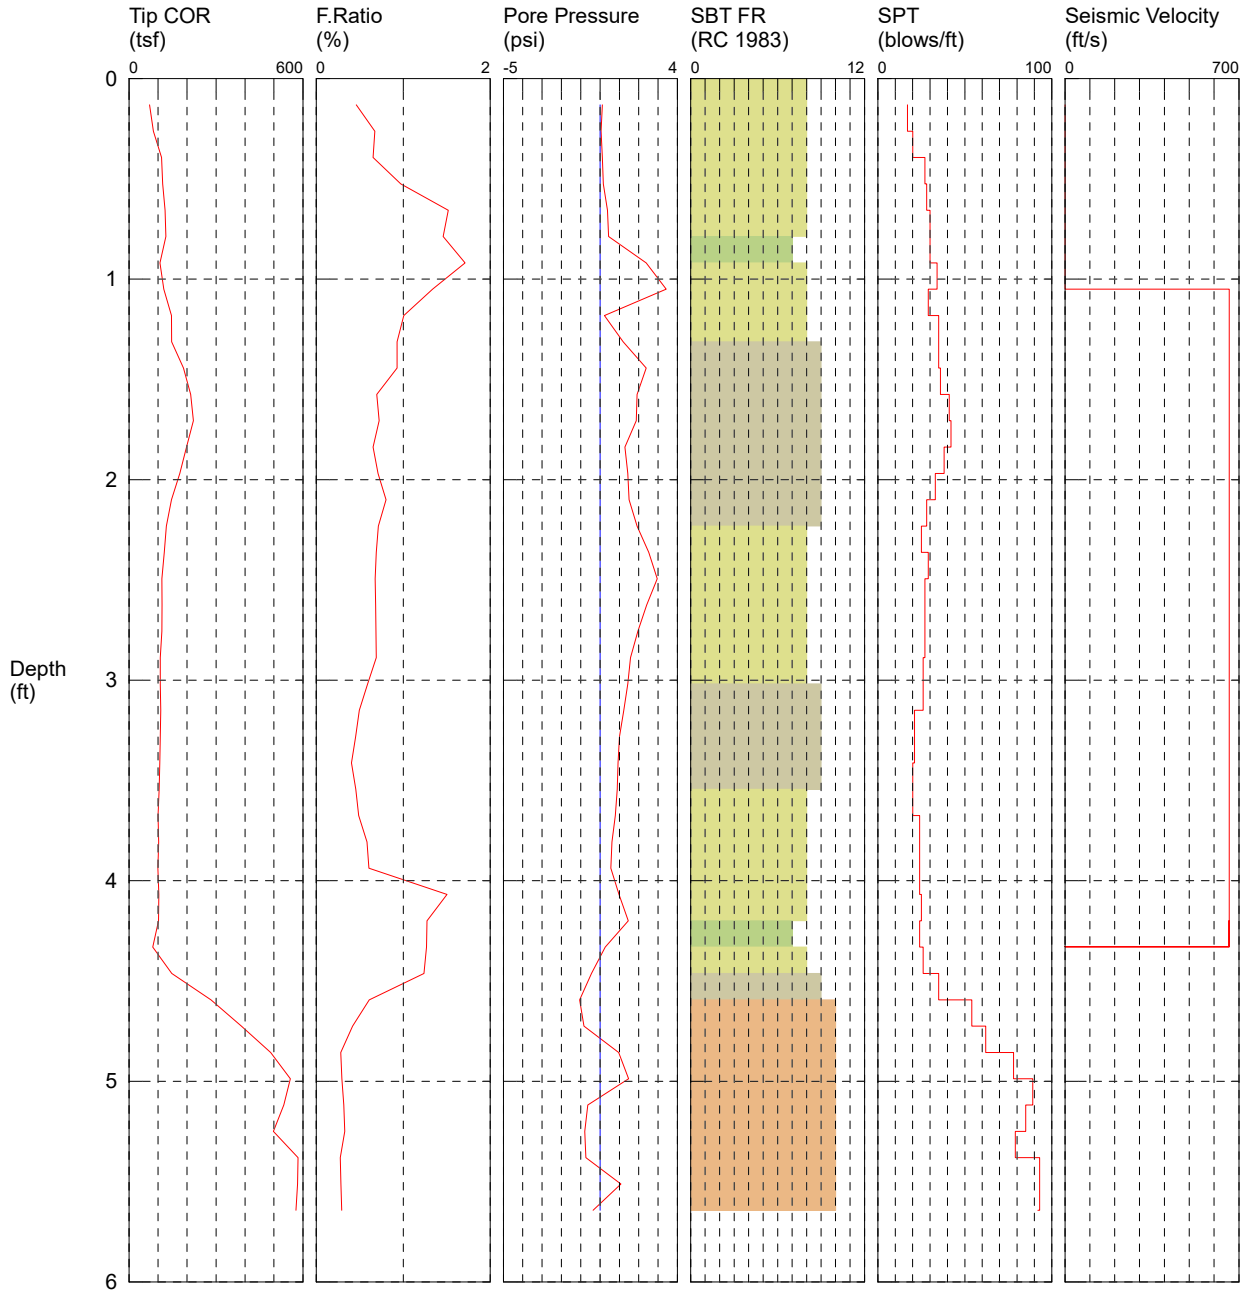 Tip COR
(tsf)
F.Ratio
(%)
Pore Pressure
(psi)
SBT FR
(RC 1983)
SPT
(blows/ft)
Seismic Velocity
(ft/s)
0 600
0 2
-5 4
0 12
0 100
0 700
0
1
2
Depth
(ft)
3
4
5
6